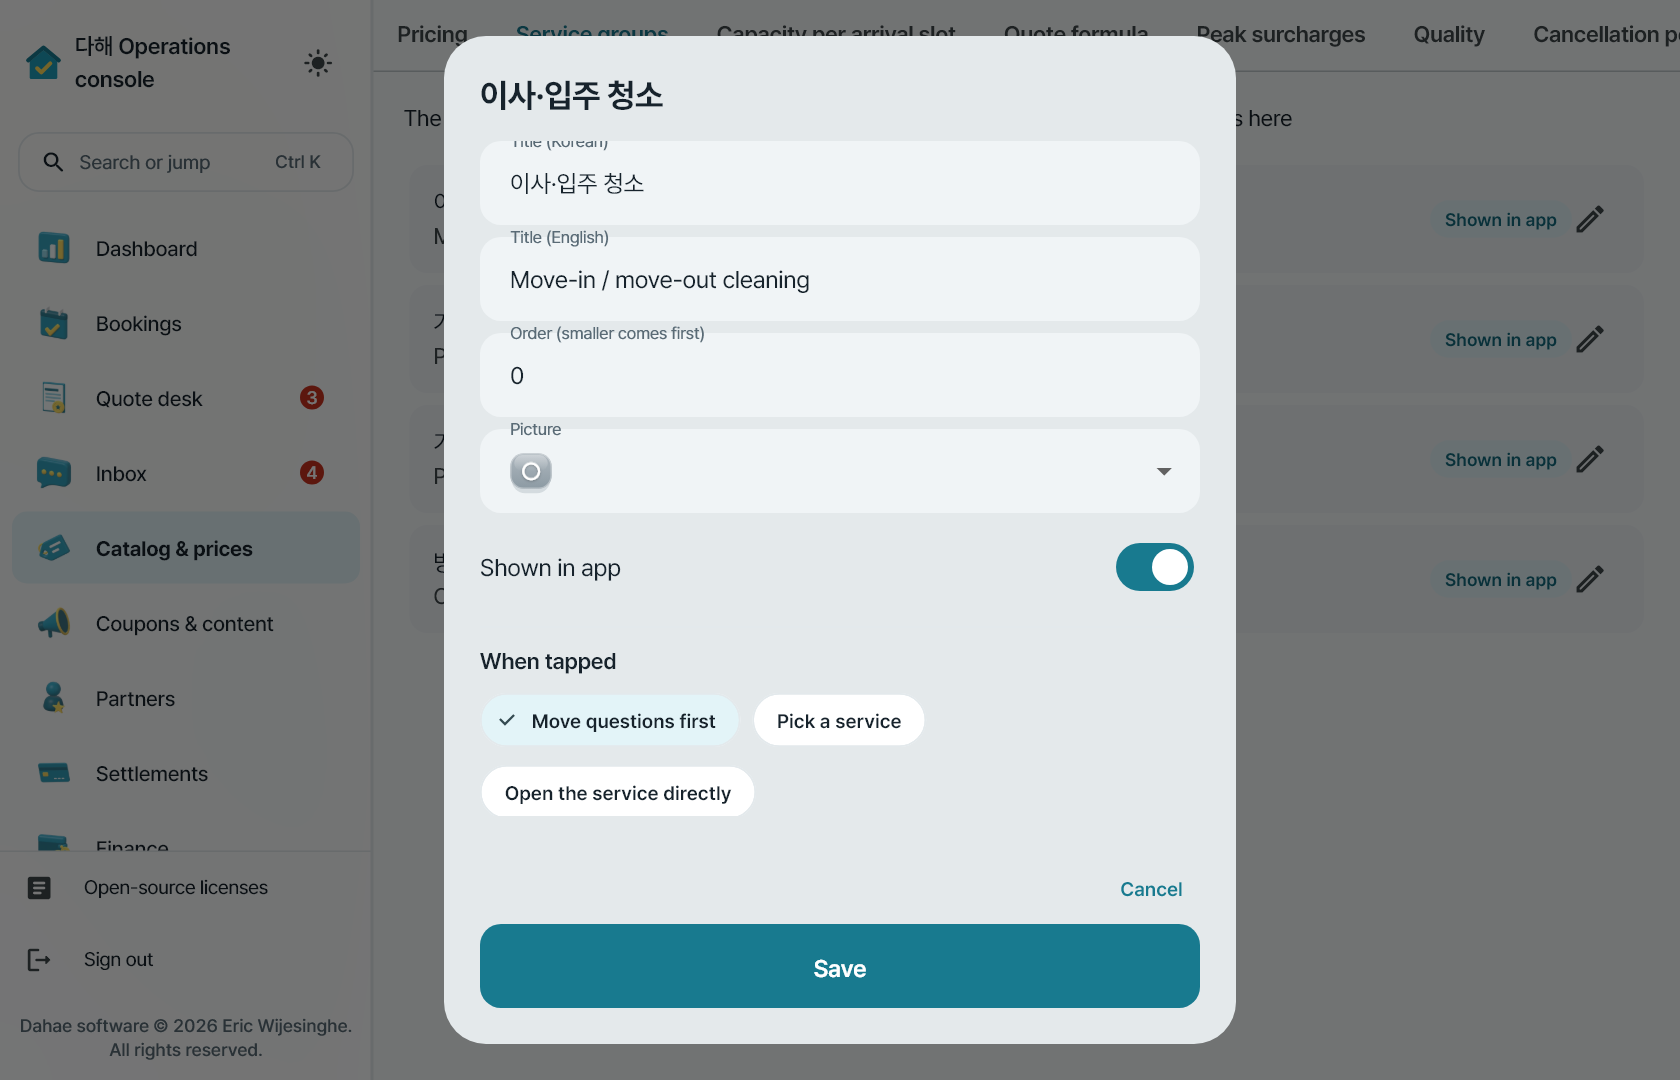 다해 Operations
console
Search or jump
Ctrl K
Dashboard
Bookings
Quote desk
3
Inbox
4
Catalog & prices
Coupons & content
Partners
Settlements
Finance
Open-source licenses
Sign out
Dahae software © 2026 Eric Wijesinghe.
All rights reserved.
Pricing
Service groups
Capacity per arrival slot
Quote formula
Peak surcharges
Quality
Cancellation
The
here
Shown in app
Shown in app
Shown in app
Shown in app
이사·입주 청소
Title (Korean)
이사·입주 청소
Title (English)
Move-in / move-out cleaning
Order (smaller comes first)
0
Picture
Shown in app
When tapped
Move questions first
Pick a service
Open the service directly
Cancel
Save